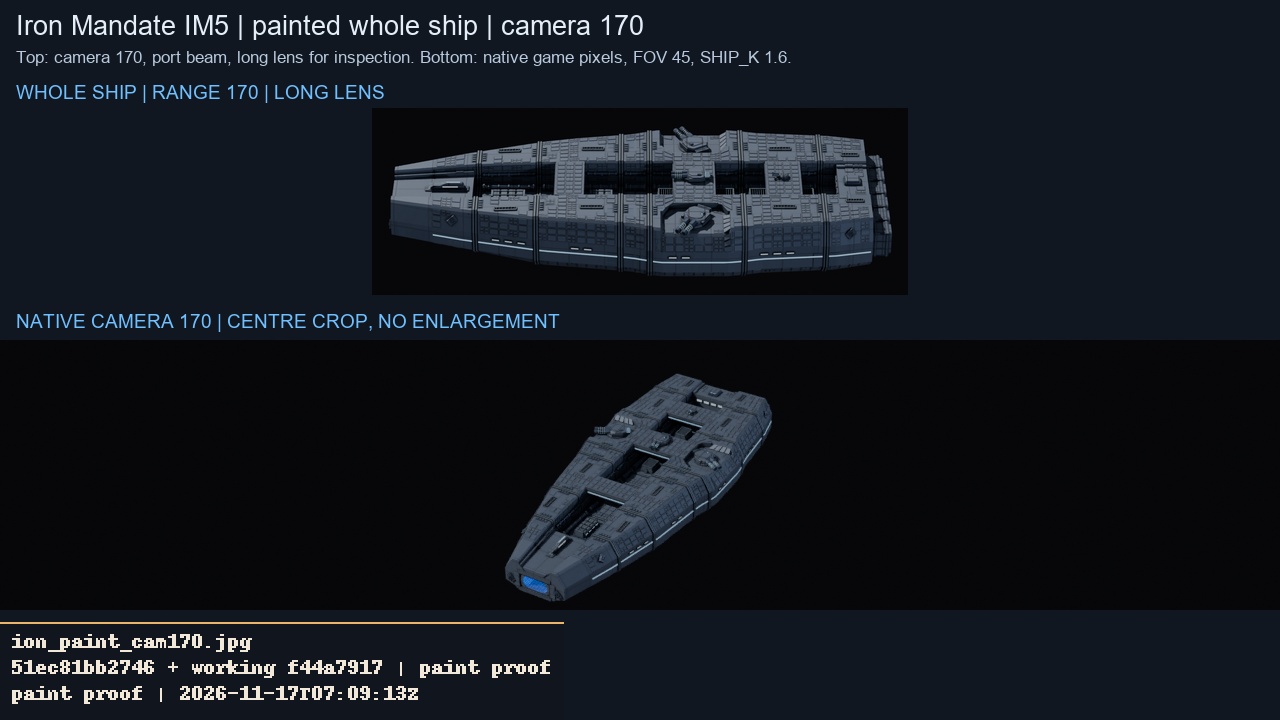 Iron Mandate IM5 | painted whole ship | camera 170
Top: camera 170, port beam, long lens for inspection. Bottom: native game pixels, FOV 45, SHIP_K 1.6.
WHOLE SHIP | RANGE 170 | LONG LENS
NATIVE CAMERA 170 | CENTRE CROP, NO ENLARGEMENT
ion_paint_cam170.jpg
51ec81bb2746 + working f44a7917 | paint proof
paint proof | 2026-11-17T07:09:13Z